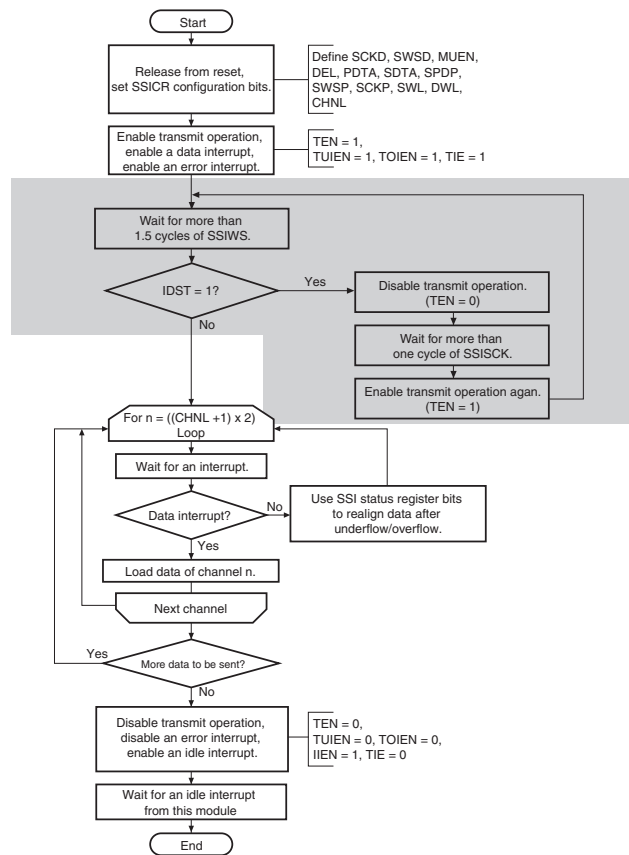 Start
Release from reset,
set SSICR configuration bits.
Define SCKD, SWSD, MUEN,
DEL, PDTA, SDTA, SPDP,
SWSP, SCKP, SWL, DWL,
CHNL
Enable transmit operation,
enable a data interrupt,
enable an error interrupt.
TEN = 1,
TUIEN = 1, TOIEN = 1, TIE = 1
Wait for more than
1.5 cycles of SSIWS.
IDST = 1?
Yes
No
Disable transmit operation.
(TEN = 0)
Wait for more than
one cycle of SSISCK.
Enable transmit operation agan.
(TEN = 1)
For n = ((CHNL +1) x 2)
Loop
Wait for an interrupt.
Data interrupt?
No
Yes
Use SSI status register bits
to realign data after
underflow/overflow.
Load data of channel n.
Next channel
More data to be sent?
Yes
No
Disable transmit operation,
disable an error interrupt,
enable an idle interrupt.
TEN = 0,
TUIEN = 0, TOIEN = 0,
IIEN = 1, TIE = 0
Wait for an idle interrupt
from this module
End